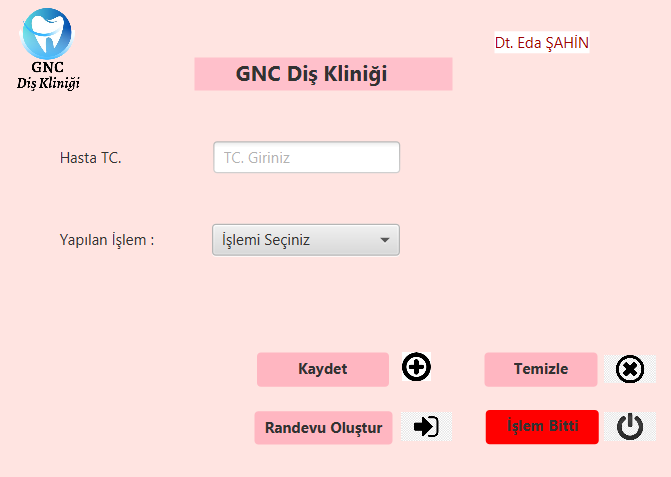 GNC
Diş Kliniği
Dt. Eda ŞAHİN
GNC Diş Kliniği
Hasta TC.
TC. Giriniz
Yapılan İşlem :
İşlemi Seçiniz
Kaydet
Temizle
Randevu Oluştur
İşlem Bitti